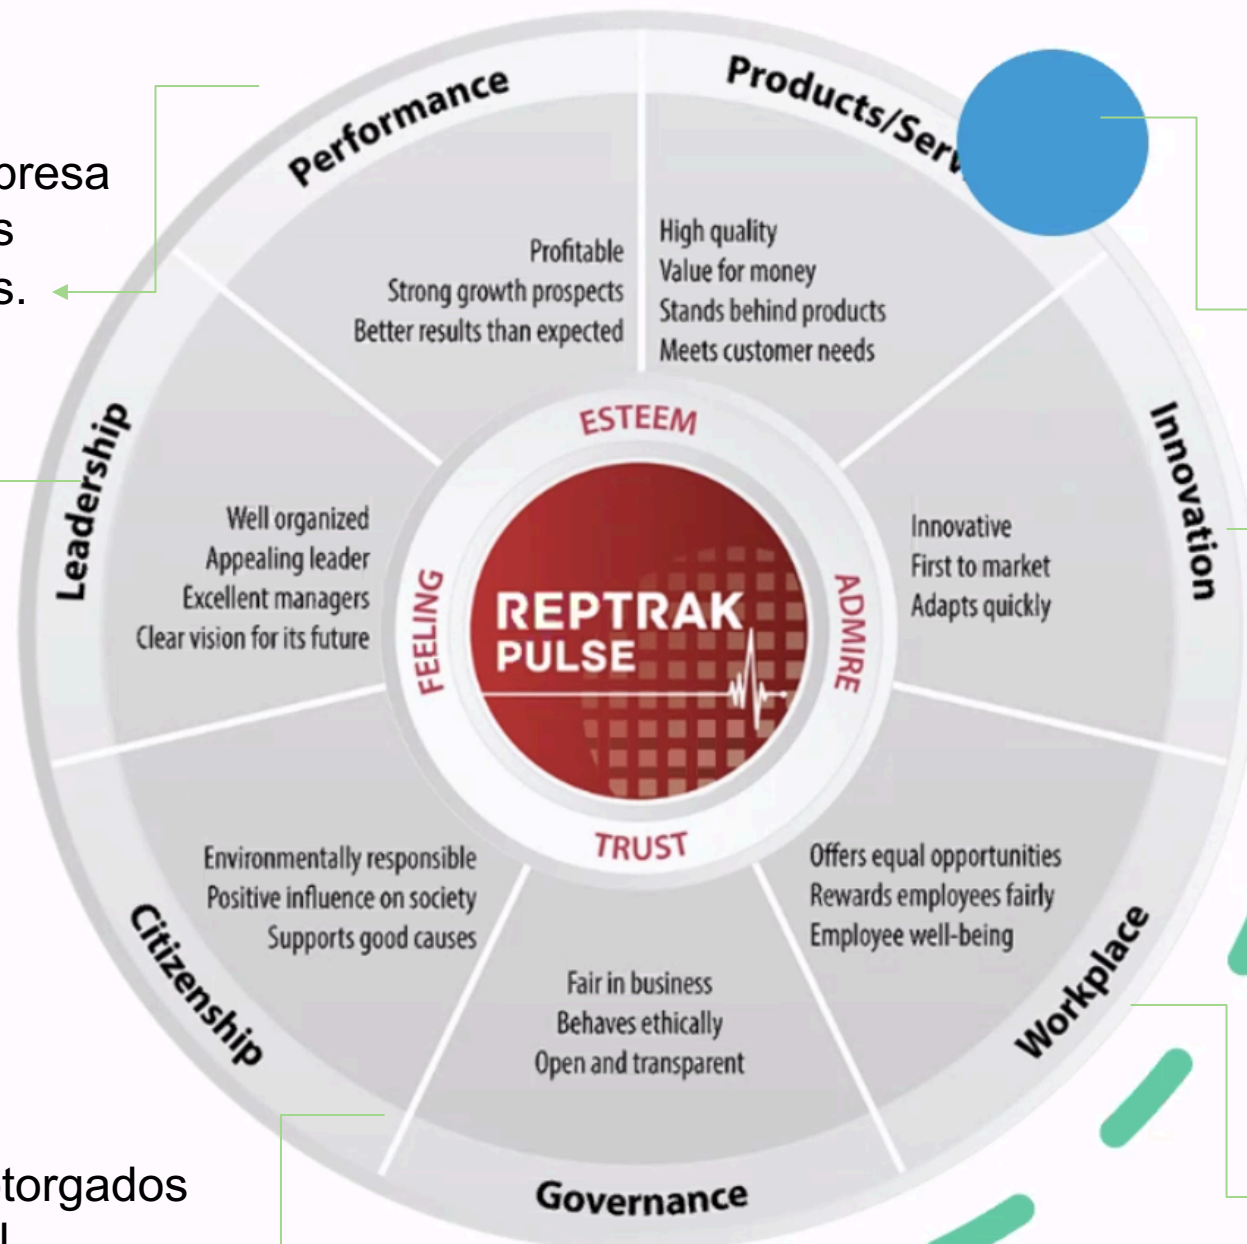 Performance
Products/Serv
Profitable
Strong growth prospects
Better results than expected
High quality
Value for money
Stands behind products
Meets customer needs
Leadership
Well organized
Appealing leader
Excellent managers
Clear vision for its future
ESTEEM
FEELING
REPTRAK
PULSE
ADMIRE
TRUST
Innovation
Innovative
First to market
Adapts quickly
Citizenship
Environmentally responsible
Positive influence on society
Supports good causes
Fair in business
Behaves ethically
Open and transparent
Governance
Offers equal opportunities
Rewards employees fairly
Employee well-being
Workplace
presa
s
s.
torgados